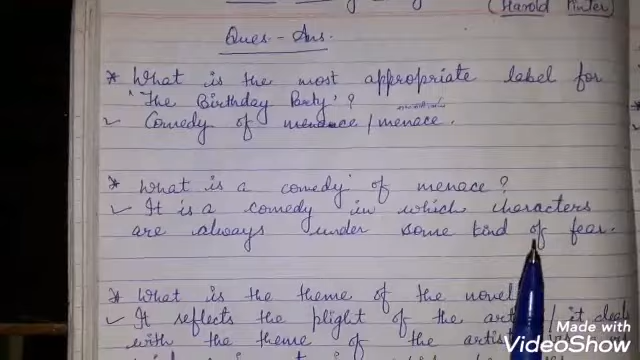 (Harold Pinter)
Ques - Ans.
* What is the most appropriate label for
"The Birthday Party'?
Comedy of menance / menace.
* What is a comedy of menace?
It is a comedy in which characters
are always under some kind of fear.
* What is the theme of the novel
It reflects the plight of the / it deals
with the theme of the artist
Made with
VideoShow